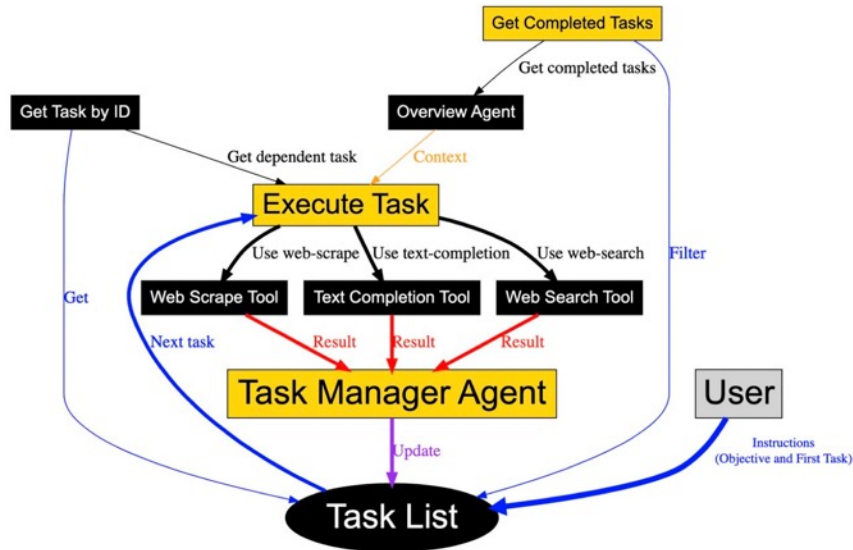 Get Completed Tasks
Get completed tasks
Get Task by ID
Overview Agent
Get dependent task
Context
Execute Task
Use web-scrape
Use text-completion
Use web-search
Filter
Get
Web Scrape Tool
Text Completion Tool
Web Search Tool
Next task
Result
Result
Result
Task Manager Agent
User
Update
Instructions
(Objective and First Task)
Task List